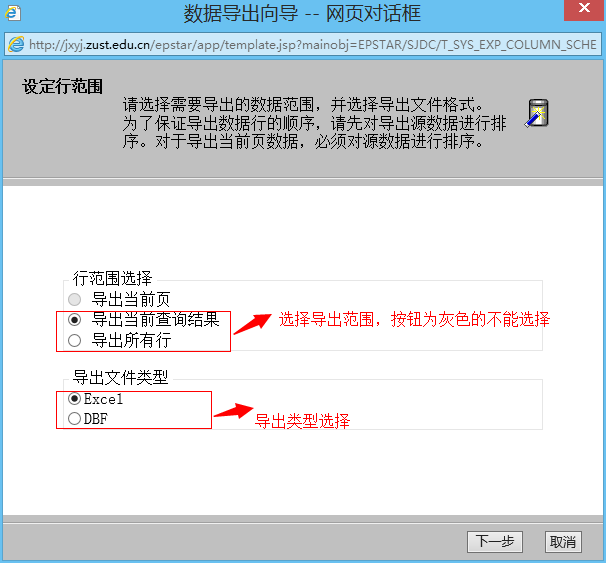 数据导出向导 -- 网页对话框
http://jxyj.zust.edu.cn/epstar/app/template.jsp?mainobj=EPSTAR/SJDC/T_SYS_EXP_COLUMN_SCHE
设定行范围
请选择需要导出的数据范围，并选择导出文件格式。
为了保证导出数据行的顺序，请先对导出源数据进行排
序。对于导出当前页数据，必须对源数据进行排序。
行范围选择
导出当前页
导出当前查询结果
选择导出范围，按钮为灰色的不能选择
导出所有行
导出文件类型
Excel
DBF
导出类型选择
下一步
取消